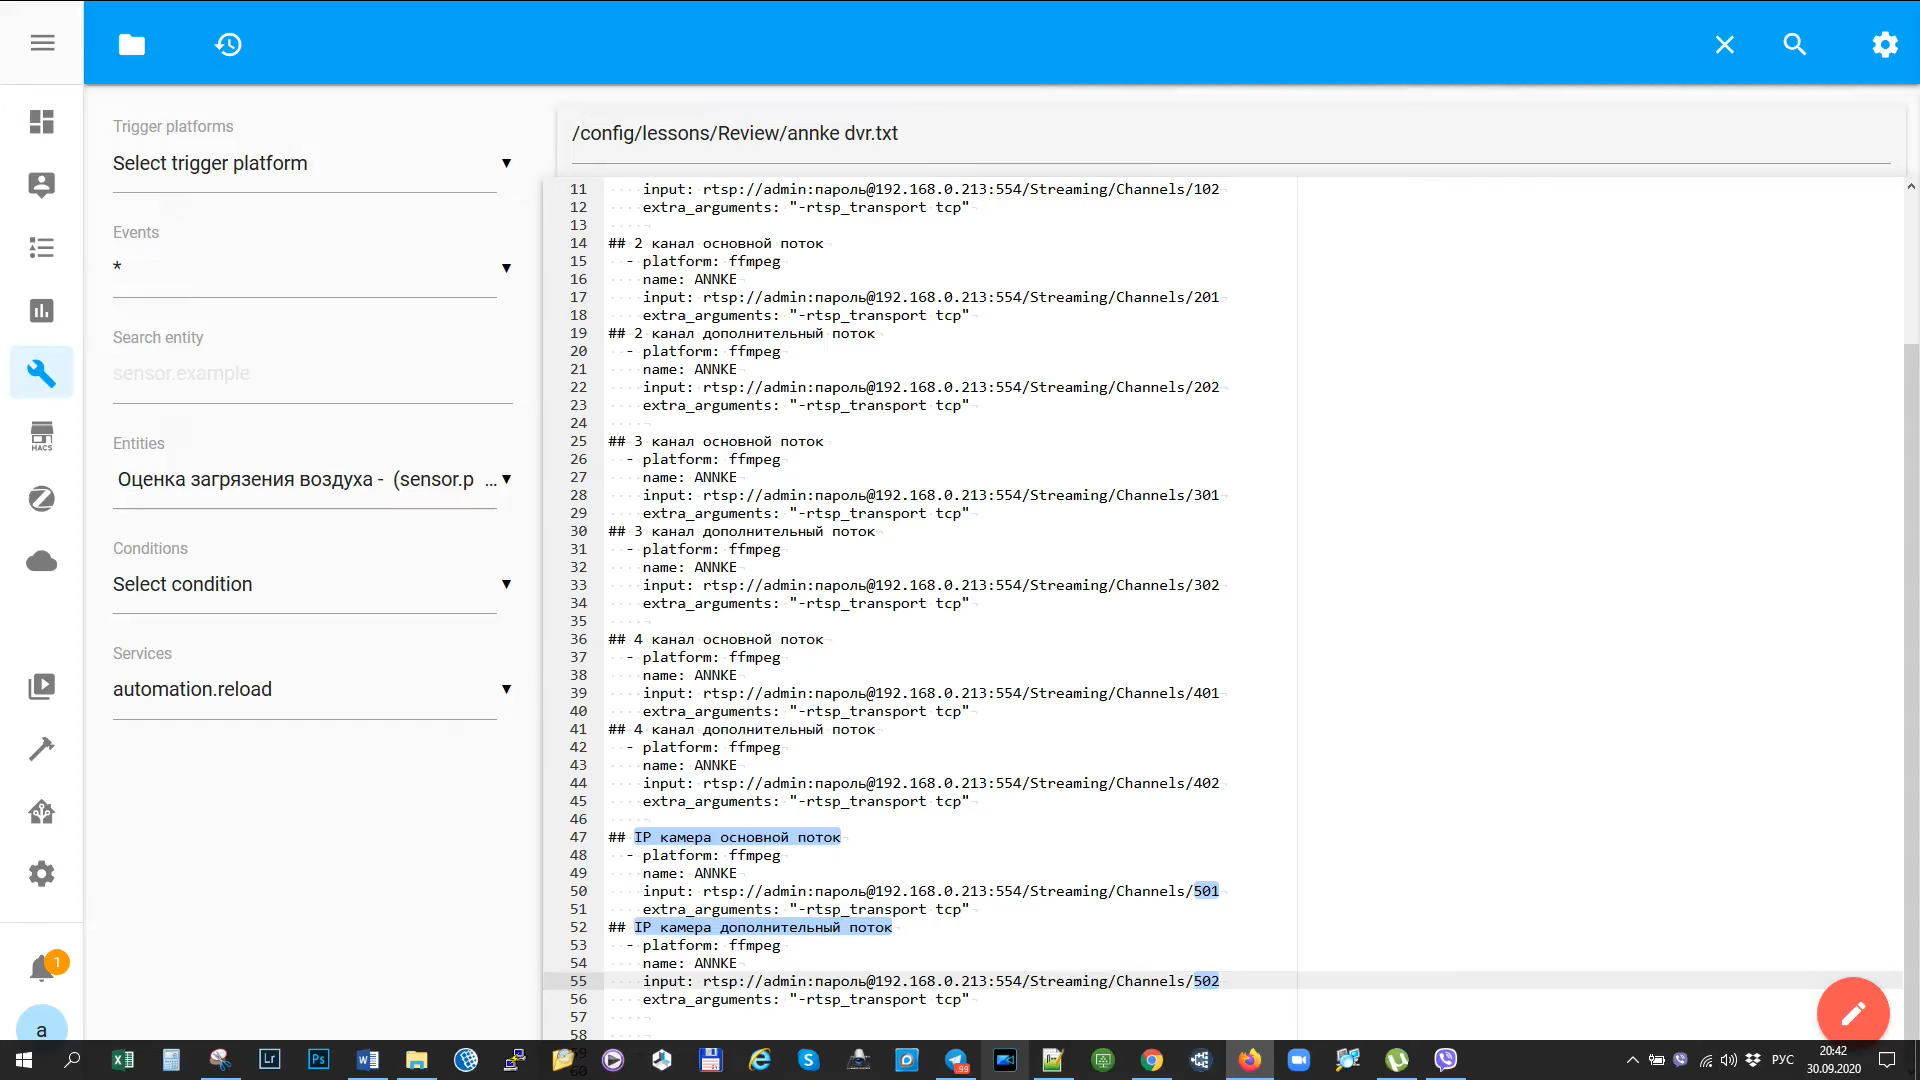 Trigger platforms
Select trigger platform
Events
*
Search entity
sensor.example
Entities
Оценка загрязения воздуха - (sensor.p ...
Conditions
Select condition
Services
automation.reload
HACS
1
a
/config/lessons/Review/annke dvr.txt
11 input: rtsp://admin:пароль@192.168.0.213:554/Streaming/Channels/102
12 extra_arguments: "-rtsp_transport tcp"
13
14 ## 2 канал основной поток
15 - platform: ffmpeg
16 name: ANNKE
17 input: rtsp://admin:пароль@192.168.0.213:554/Streaming/Channels/201
18 extra_arguments: "-rtsp_transport tcp"
19 ## 2 канал дополнительный поток
20 - platform: ffmpeg
21 name: ANNKE
22 input: rtsp://admin:пароль@192.168.0.213:554/Streaming/Channels/202
23 extra_arguments: "-rtsp_transport tcp"
24
25 ## 3 канал основной поток
26 - platform: ffmpeg
27 name: ANNKE
28 input: rtsp://admin:пароль@192.168.0.213:554/Streaming/Channels/301
29 extra_arguments: "-rtsp_transport tcp"
30 ## 3 канал дополнительный поток
31 - platform: ffmpeg
32 name: ANNKE
33 input: rtsp://admin:пароль@192.168.0.213:554/Streaming/Channels/302
34 extra_arguments: "-rtsp_transport tcp"
35
36 ## 4 канал основной поток
37 - platform: ffmpeg
38 name: ANNKE
39 input: rtsp://admin:пароль@192.168.0.213:554/Streaming/Channels/401
40 extra_arguments: "-rtsp_transport tcp"
41 ## 4 канал дополнительный поток
42 - platform: ffmpeg
43 name: ANNKE
44 input: rtsp://admin:пароль@192.168.0.213:554/Streaming/Channels/402
45 extra_arguments: "-rtsp_transport tcp"
46
47 ## IP камера основной поток
48 - platform: ffmpeg
49 name: ANNKE
50 input: rtsp://admin:пароль@192.168.0.213:554/Streaming/Channels/501
51 extra_arguments: "-rtsp_transport tcp"
52 ## IP камера дополнительный поток
53 - platform: ffmpeg
54 name: ANNKE
55 input: rtsp://admin:пароль@192.168.0.213:554/Streaming/Channels/502
56 extra_arguments: "-rtsp_transport tcp"
57
58
Lr
Ps
99
РУС
20:42
30.09.2020